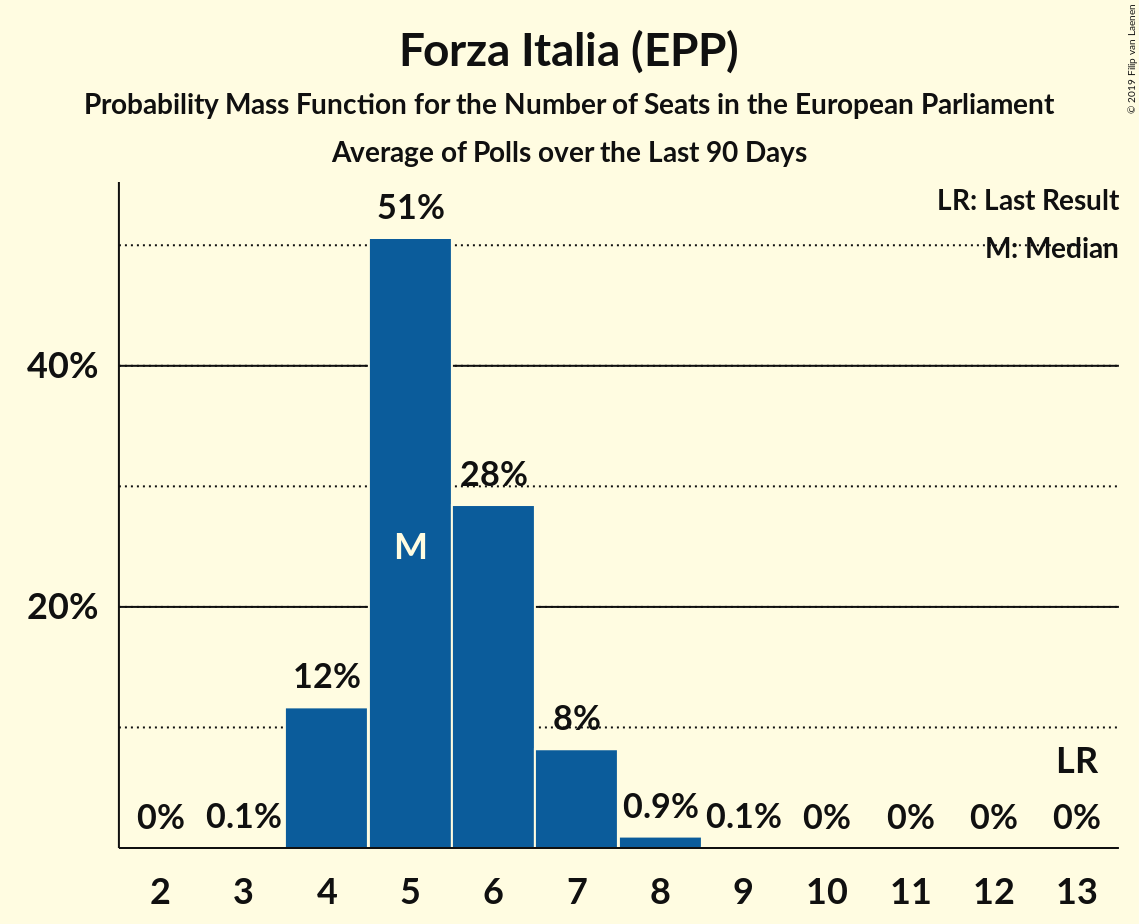 Forza Italia (EPP)
Probability Mass Function for the Number of Seats in the European Parliament
Average of Polls over the Last 90 Days
© 2019 Filip van Laenen
LR: Last Result
M: Median
51%
40%
28%
M
20%
12%
8%
LR
0% 0.1% 0.9% 0.1% 0% 0% 0% 0%
2 3 4 5 6 7 8 9 10 11 12 13